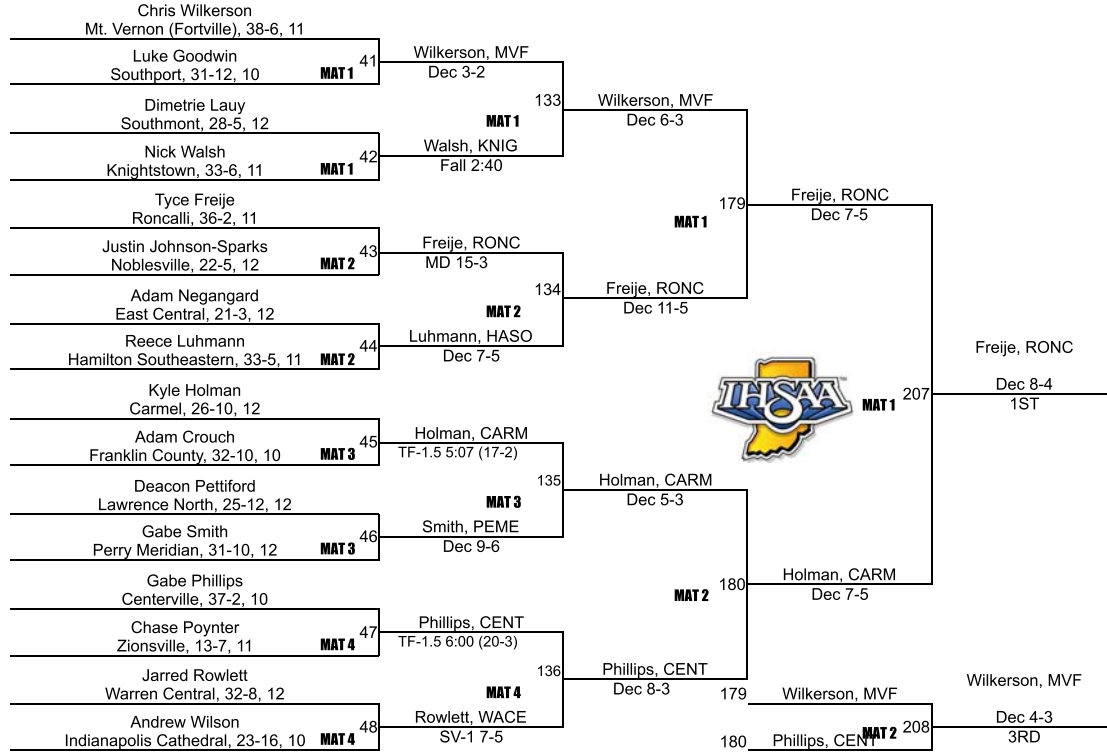 Chris Wilkerson
Mt. Vernon (Fortville), 38-6, 11
Luke Goodwin
Southport, 31-12, 10
MAT 1
41
Wilkerson, MVF
Dec 3-2
Dimetrie Lauy
Southmont, 28-5, 12
Nick Walsh
Knightstown, 33-6, 11
MAT 1
42
Walsh, KNIG
Fall 2:40
133
MAT 1
Wilkerson, MVF
Dec 6-3
Tyce Freije
Roncalli, 36-2, 11
Justin Johnson-Sparks
Noblesville, 22-5, 12
MAT 2
43
Freije, RONC
MD 15-3
Adam Negangard
East Central, 21-3, 12
Reece Luhmann
Hamilton Southeastern, 33-5, 11
MAT 2
44
Luhmann, HASO
Dec 7-5
134
MAT 2
Freije, RONC
Dec 11-5
179
MAT 1
Freije, RONC
Dec 7-5
Kyle Holman
Carmel, 26-10, 12
Adam Crouch
Franklin County, 32-10, 10
MAT 3
45
Holman, CARM
TF-1.5 5:07 (17-2)
Deacon Pettiford
Lawrence North, 25-12, 12
Gabe Smith
Perry Meridian, 31-10, 12
MAT 3
46
Smith, PEME
Dec 9-6
135
MAT 3
Holman, CARM
Dec 5-3
Gabe Phillips
Centerville, 37-2, 10
Chase Poynter
Zionsville, 13-7, 11
MAT 4
47
Phillips, CENT
TF-1.5 6:00 (20-3)
Jarred Rowlett
Warren Central, 32-8, 12
Andrew Wilson
Indianapolis Cathedral, 23-16, 10
MAT 4
48
Rowlett, WACE
SV-1 7-5
136
MAT 4
Phillips, CENT
Dec 8-3
180
MAT 2
Holman, CARM
Dec 7-5
IHSAA
TM
MAT 1
207
Freije, RONC
Dec 8-4
1ST
179
Wilkerson, MVF
180
Phillips, CENT
MAT 2
208
Wilkerson, MVF
Dec 4-3
3RD